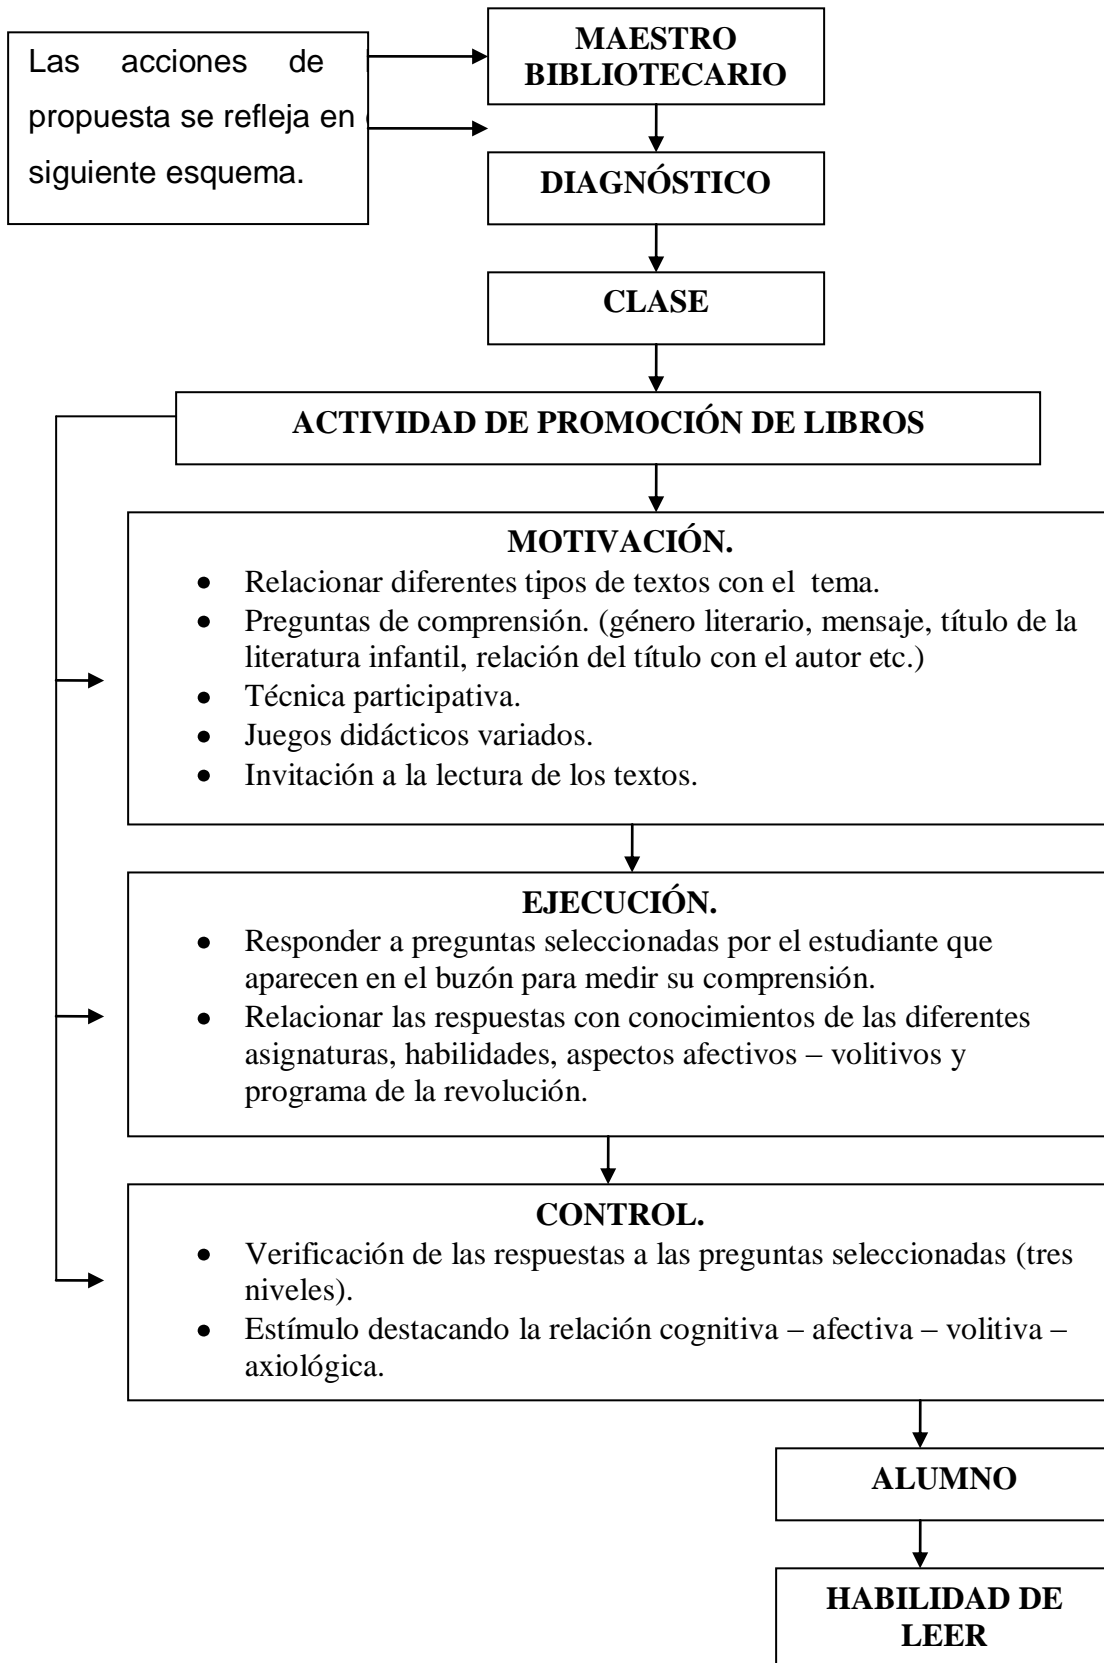 Las acciones de
propuesta se refleja en
siguiente esquema.
MAESTRO
BIBLIOTECARIO
DIAGNÓSTICO
CLASE
ACTIVIDAD DE PROMOCIÓN DE LIBROS
MOTIVACIÓN.
• Relacionar diferentes tipos de textos con el tema.
• Preguntas de comprensión. (género literario, mensaje, título de la
literatura infantil, relación del título con el autor etc.)
• Técnica participativa.
• Juegos didácticos variados.
• Invitación a la lectura de los textos.
EJECUCIÓN.
• Responder a preguntas seleccionadas por el estudiante que
aparecen en el buzón para medir su comprensión.
• Relacionar las respuestas con conocimientos de las diferentes
asignaturas, habilidades, aspectos afectivos – volitivos y
programa de la revolución.
CONTROL.
• Verificación de las respuestas a las preguntas seleccionadas (tres
niveles).
• Estímulo destacando la relación cognitiva – afectiva – volitiva –
axiológica.
ALUMNO
HABILIDAD DE
LEER